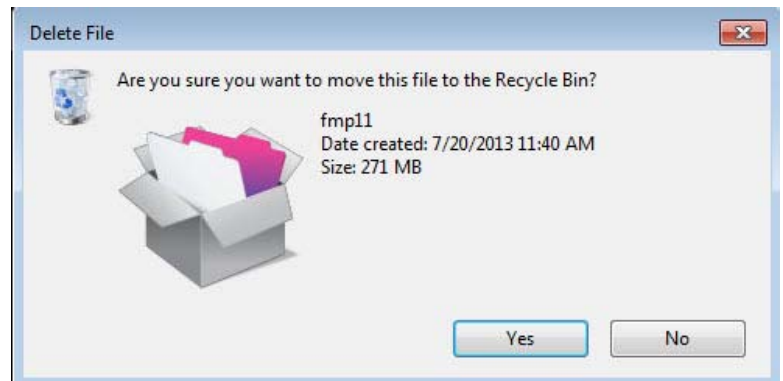 Delete File
Are you sure you want to move this file to the Recycle Bin?
fmp11
Date created: 7/20/2013 11:40 AM
Size: 271 MB
Yes
No